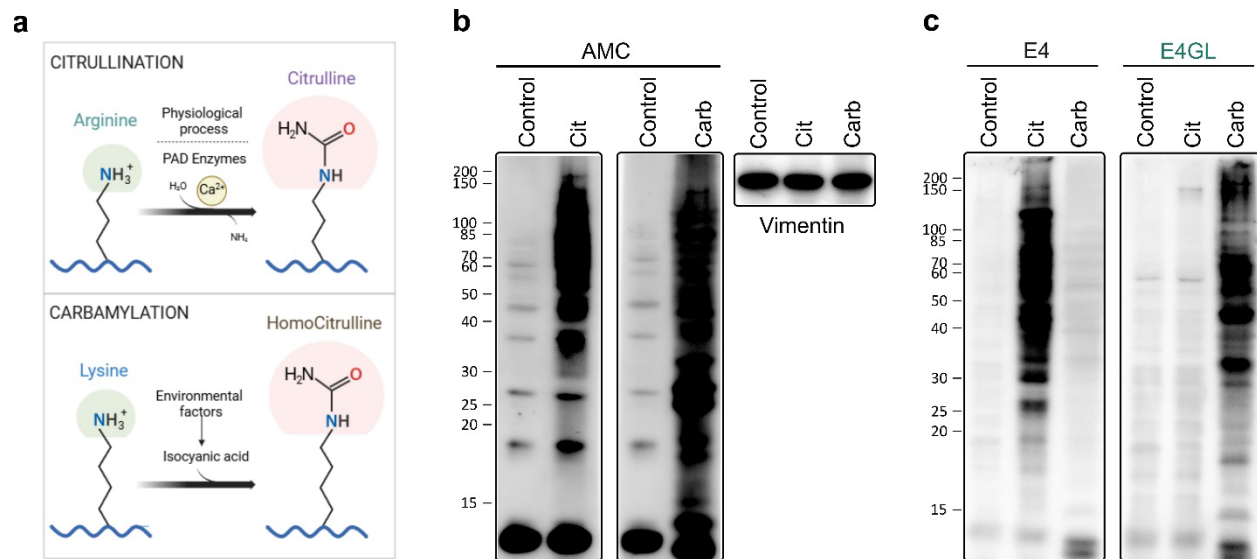 a
CITRULLINATION
Citrulline
Arginine
Physiological
process
PAD Enzymes
H₂O
Ca²⁺
NH₄
NH₃⁺
H₂N
O
NH
CARBAMYLATION
HomoCitrulline
Lysine
Environmental
factors
Isocyanic acid
NH₃⁺
H₂N
O
NH
b
AMC
Control
Cit
Control
Carb
Control
Cit
Carb
200
150
100
85
70
60
50
40
30
25
20
15
Vimentin
c
E4
E4GL
Control
Cit
Carb
Control
Cit
Carb
200
150
100
85
70
60
50
40
30
25
20
15